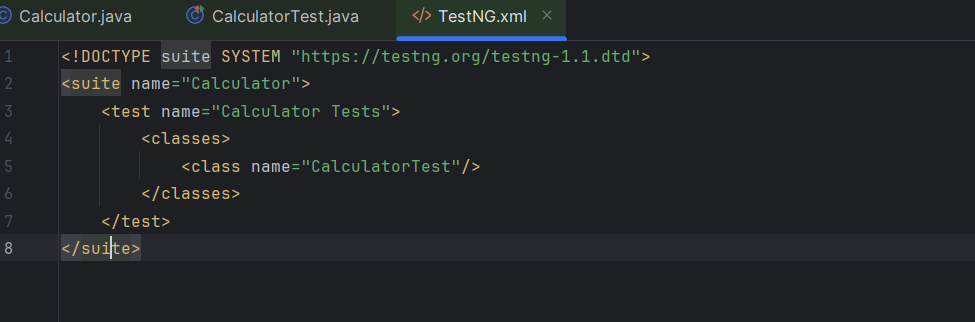 Calculator.java CalculatorTest.java </> TestNG.xml
1 <!DOCTYPE suite SYSTEM "https://testng.org/testng-1.1.dtd">
2 <suite name="Calculator">
3     <test name="Calculator Tests">
4         <classes>
5             <class name="CalculatorTest"/>
6         </classes>
7     </test>
8 </suite>